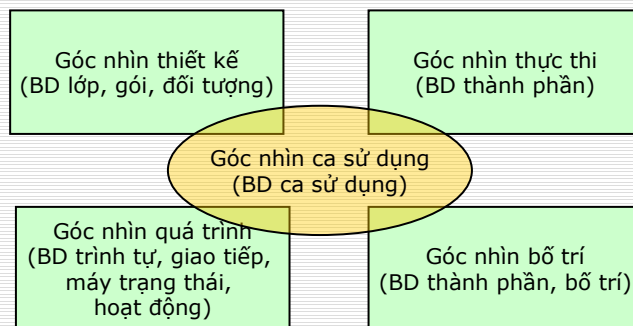 Góc nhìn thiết kế
(BD lớp, gói, đối tượng)
Góc nhìn thực thi
(BD thành phần)
Góc nhìn ca sử dụng
(BD ca sử dụng)
Góc nhìn quá trình
(BD trình tự, giao tiếp,
máy trạng thái,
hoạt động)
Góc nhìn bố trí
(BD thành phần, bố trí)